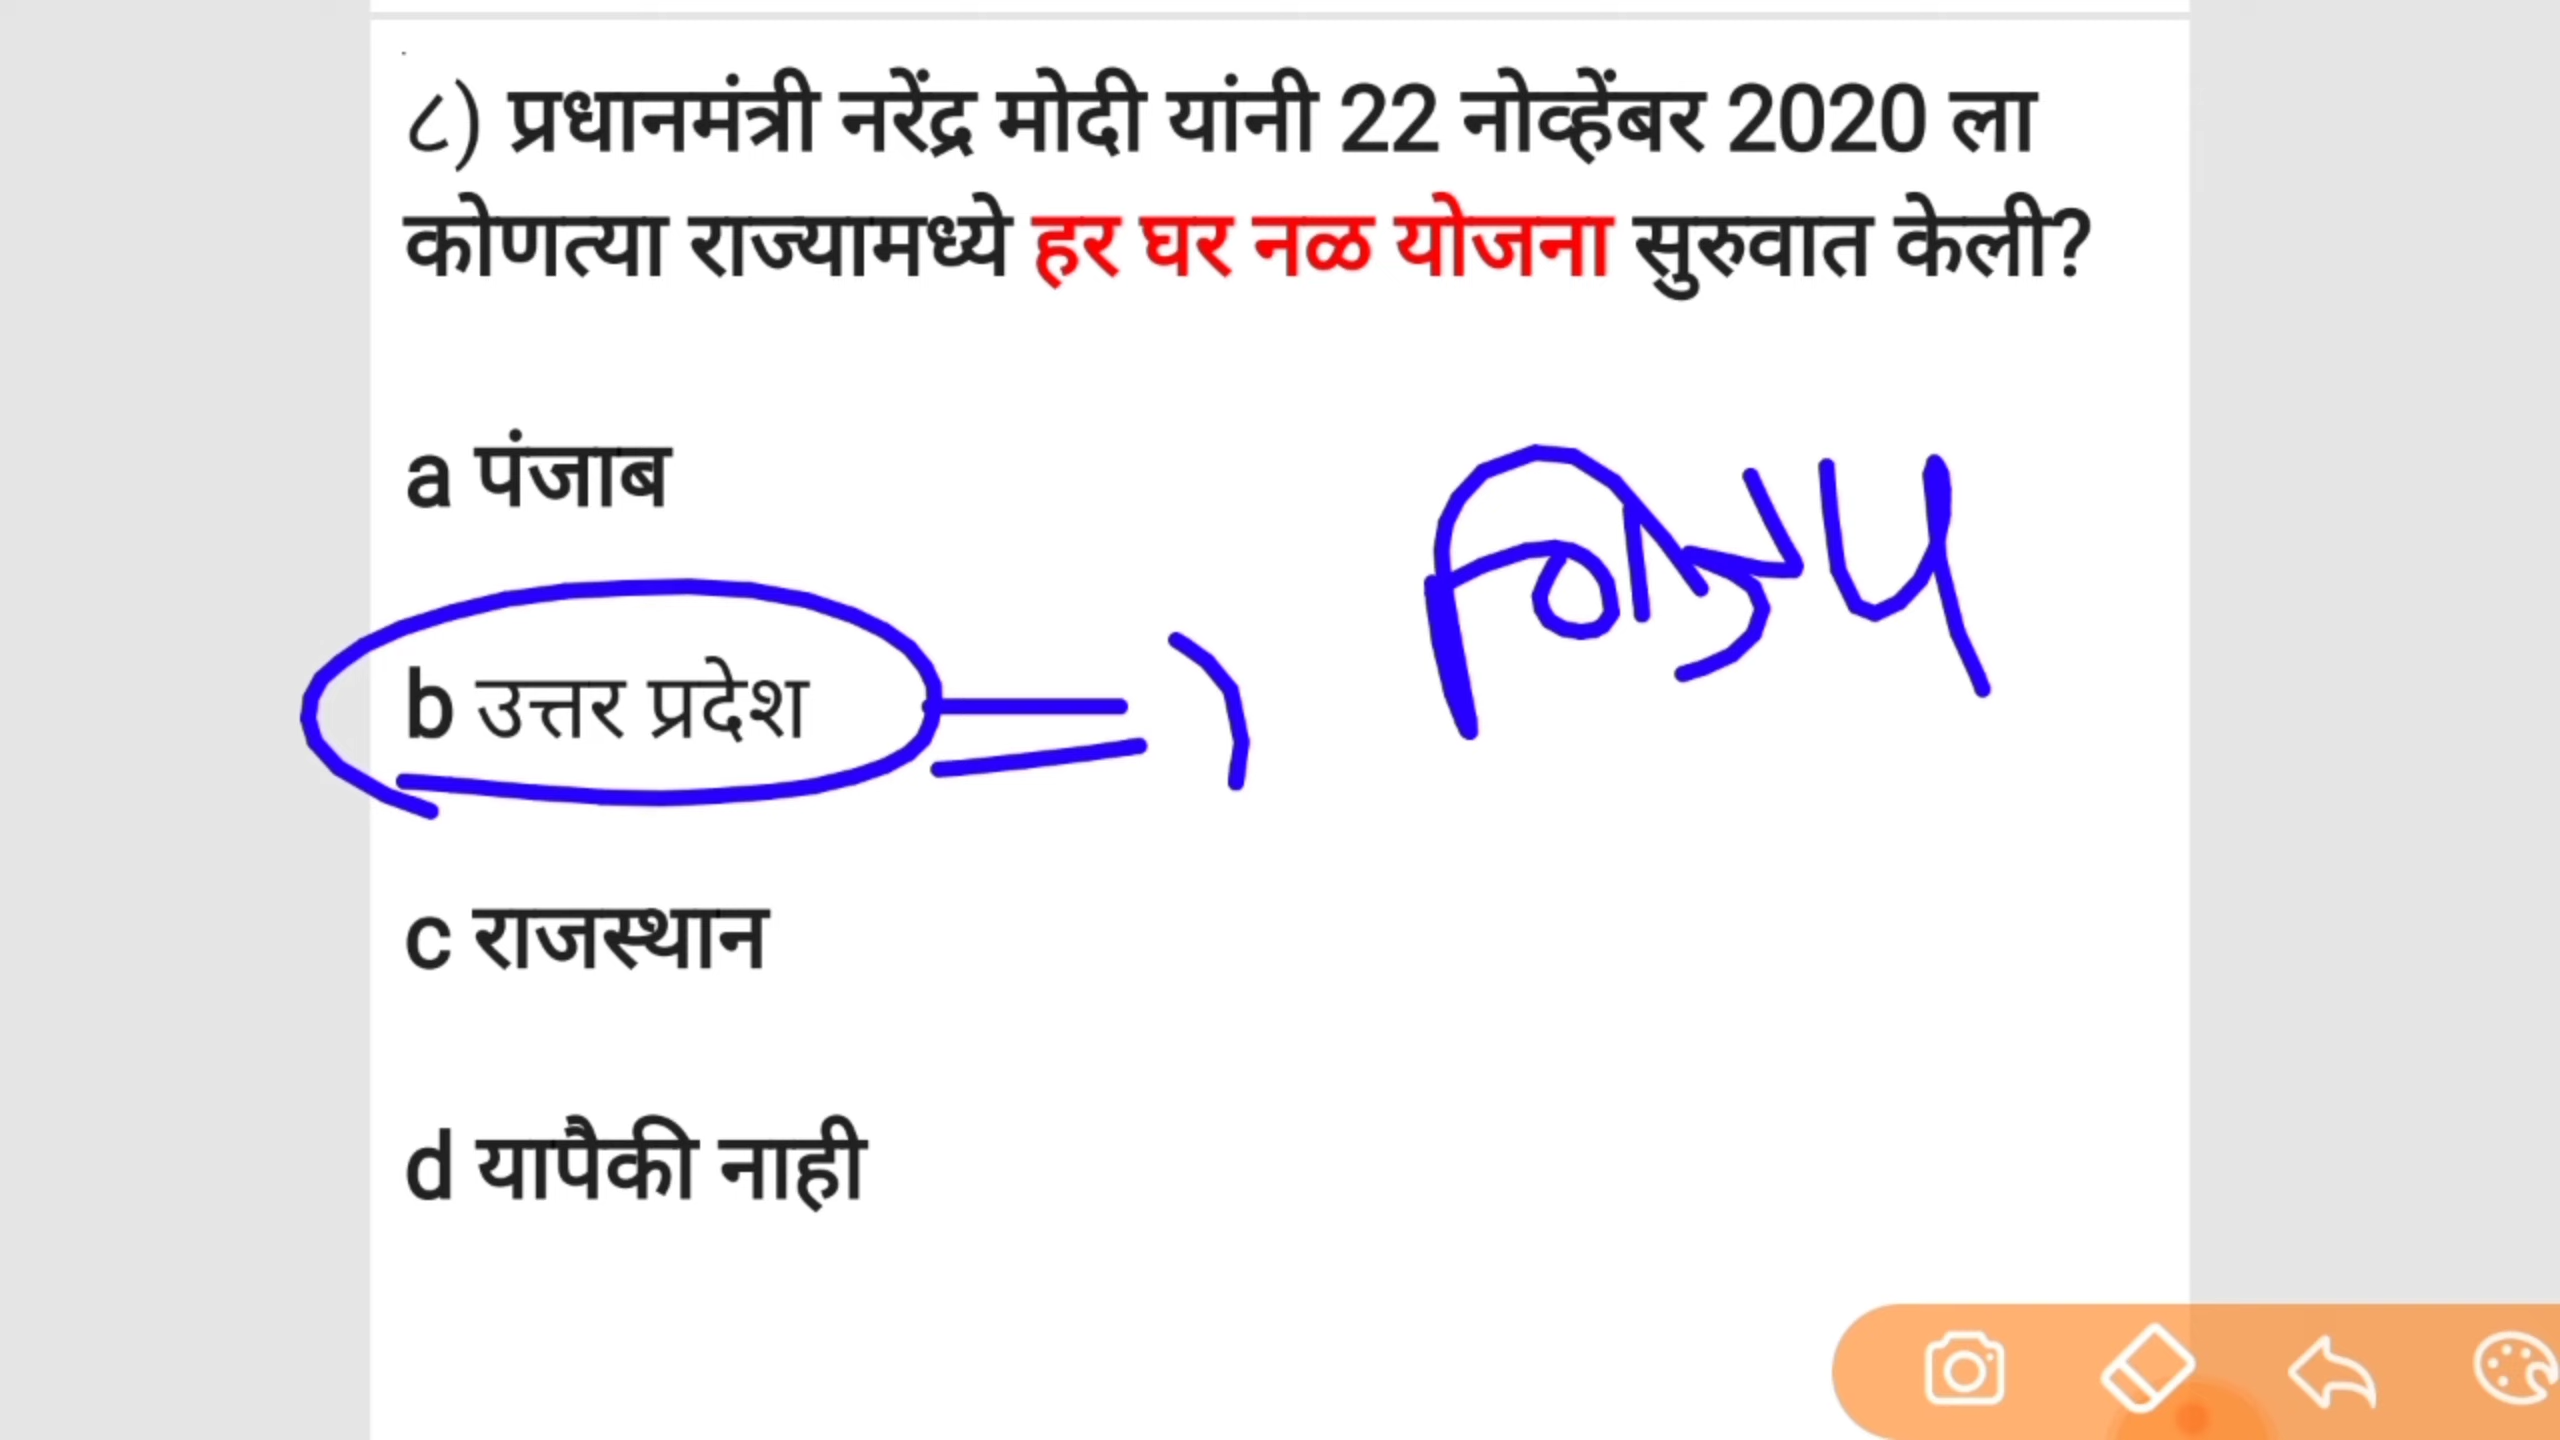 ८) प्रधानमंत्री नरेंद्र मोदी यांनी 22 नोव्हेंबर 2020 ला
कोणत्या राज्यामध्ये हर घर नळ योजना सुरुवात केली?
a पंजाब
b उत्तर प्रदेश
c राजस्थान
d यापैकी नाही